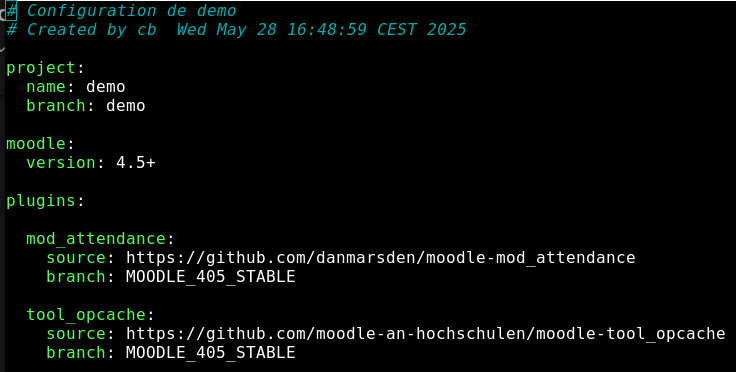 # Configuration de demo
# Created by cb  Wed May 28 16:48:59 CEST 2025
project:
  name: demo
  branch: demo
moodle:
  version: 4.5+
plugins:
  mod_attendance:
    source: https://github.com/danmarsden/moodle-mod_attendance
    branch: MOODLE_405_STABLE
  tool_opcache:
    source: https://github.com/moodle-an-hochschulen/moodle-tool_opcache
    branch: MOODLE_405_STABLE